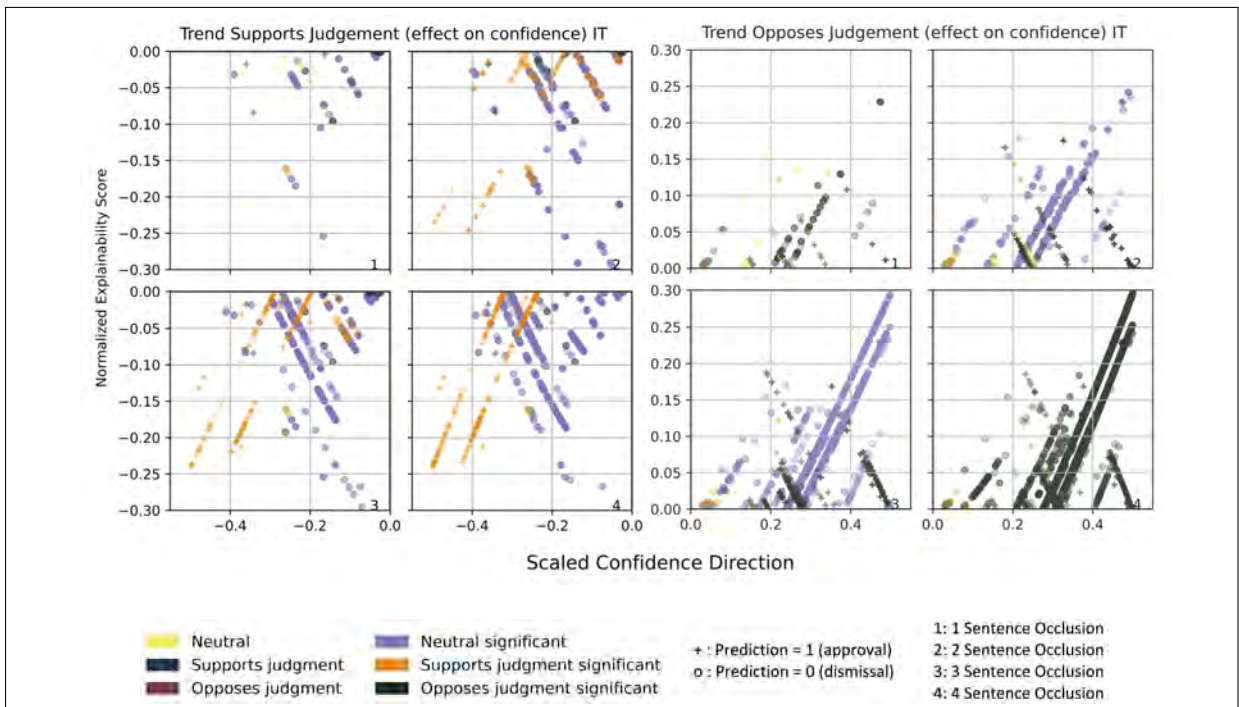 Trend Supports Judgement (effect on confidence) IT
Trend Opposes Judgement (effect on confidence) IT
Normalized Explainability Score
0.00
−0.05
−0.10
−0.15
−0.20
−0.25
−0.30
1
2
0.30
0.25
0.20
0.15
0.10
0.05
0.00
1
2
0.00
−0.05
−0.10
−0.15
−0.20
−0.25
−0.30
3
4
0.30
0.25
0.20
0.15
0.10
0.05
0.00
3
4
−0.4 −0.2 0.0
−0.4 −0.2 0.0
0.0 0.2 0.4
0.0 0.2 0.4
Scaled Confidence Direction
Neutral
Supports judgment
Opposes judgment
Neutral significant
Supports judgment significant
Opposes judgment significant
+ : Prediction = 1 (approval)
o : Prediction = 0 (dismissal)
1: 1 Sentence Occlusion
2: 2 Sentence Occlusion
3: 3 Sentence Occlusion
4: 4 Sentence Occlusion